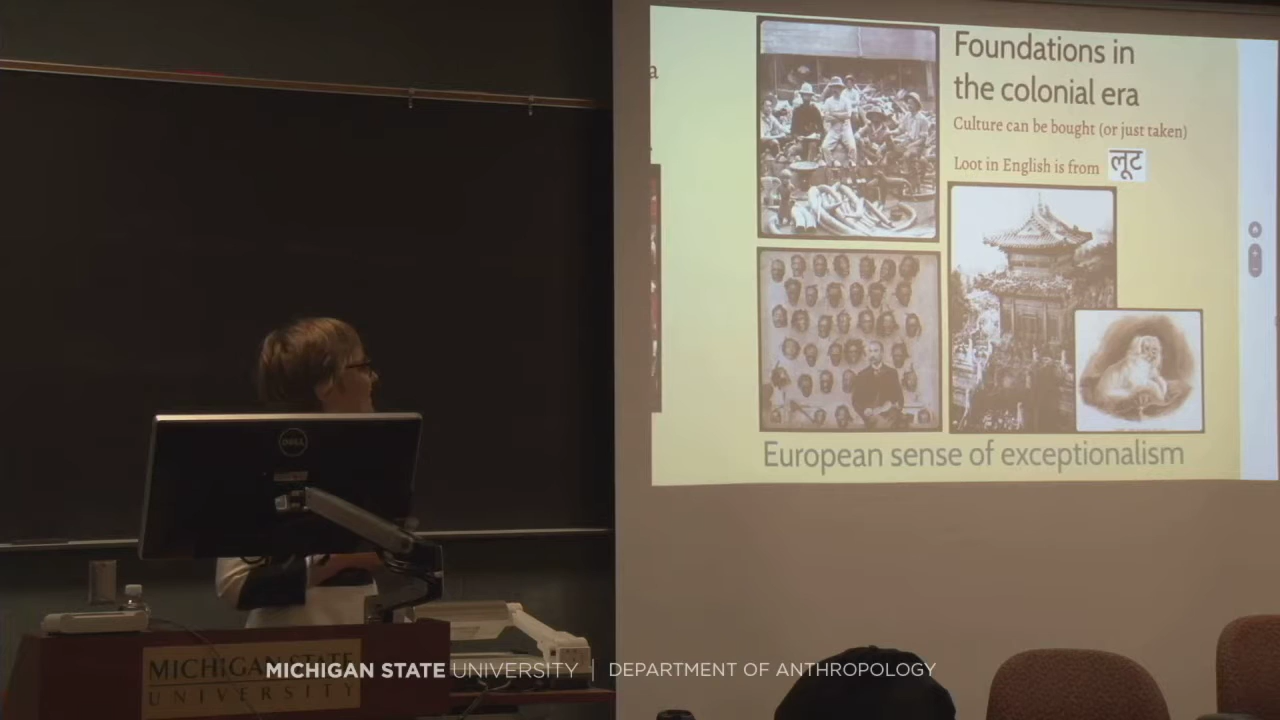 Foundations in
the colonial era
Culture can be bought (or just taken)
Loot in English is from लूट
European sense of exceptionalism
DELL
MICHIGAN STATE
UNIVERSITY
MICHIGAN STATE UNIVERSITY | DEPARTMENT OF ANTHROPOLOGY